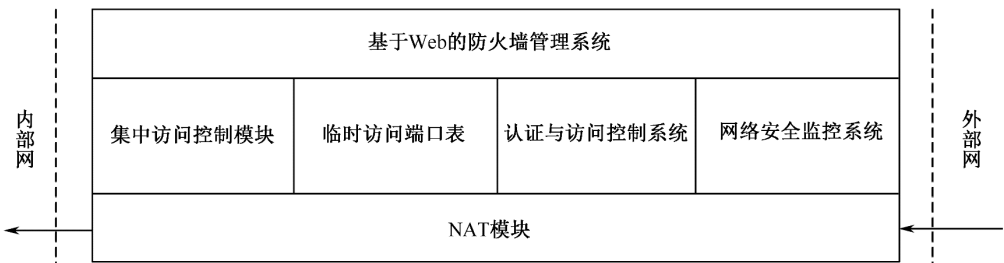 基于Web的防火墙管理系统
内部网
集中访问控制模块
临时访问端口表
认证与访问控制系统
网络安全监控系统
外部网
NAT模块